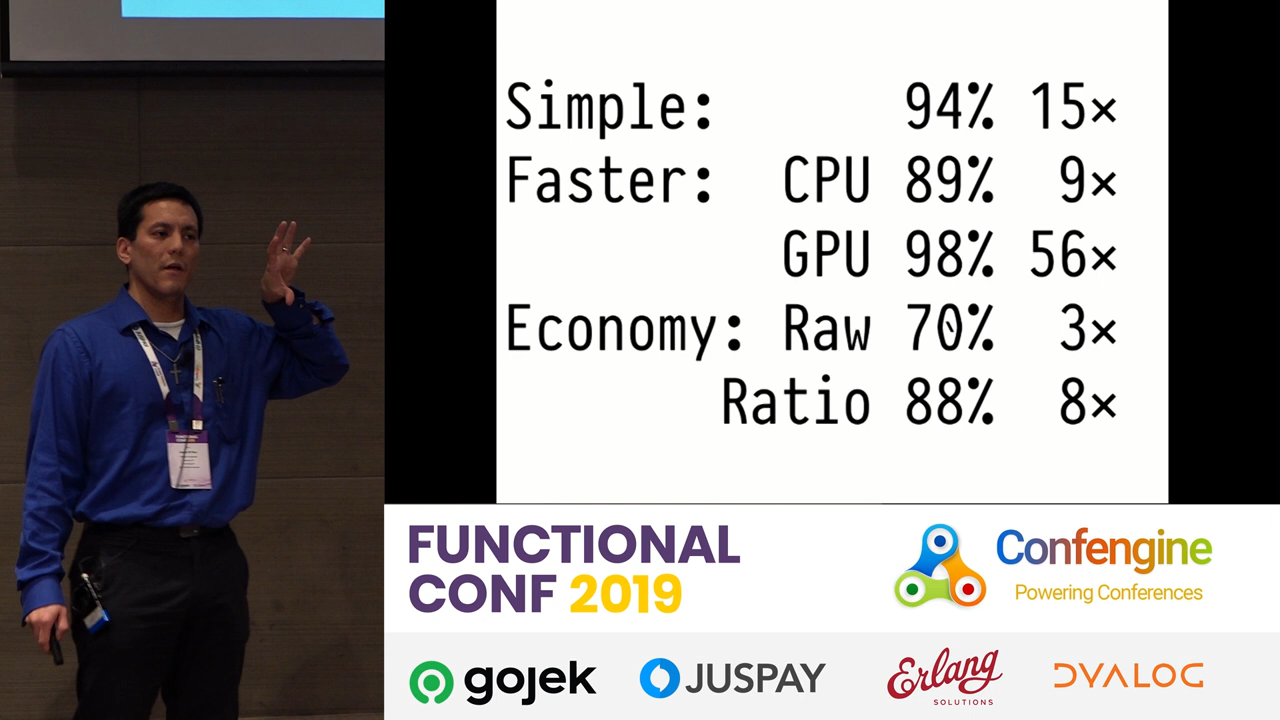 Simple: 94% 15×
Faster: CPU 89% 9×
GPU 98% 56×
Economy: Raw 70% 3×
Ratio 88% 8×
FUNCTIONAL
CONF 2019
Confengine
Powering Conferences
gojek
JUSPAY
Erlang
SOLUTIONS
DYALOG